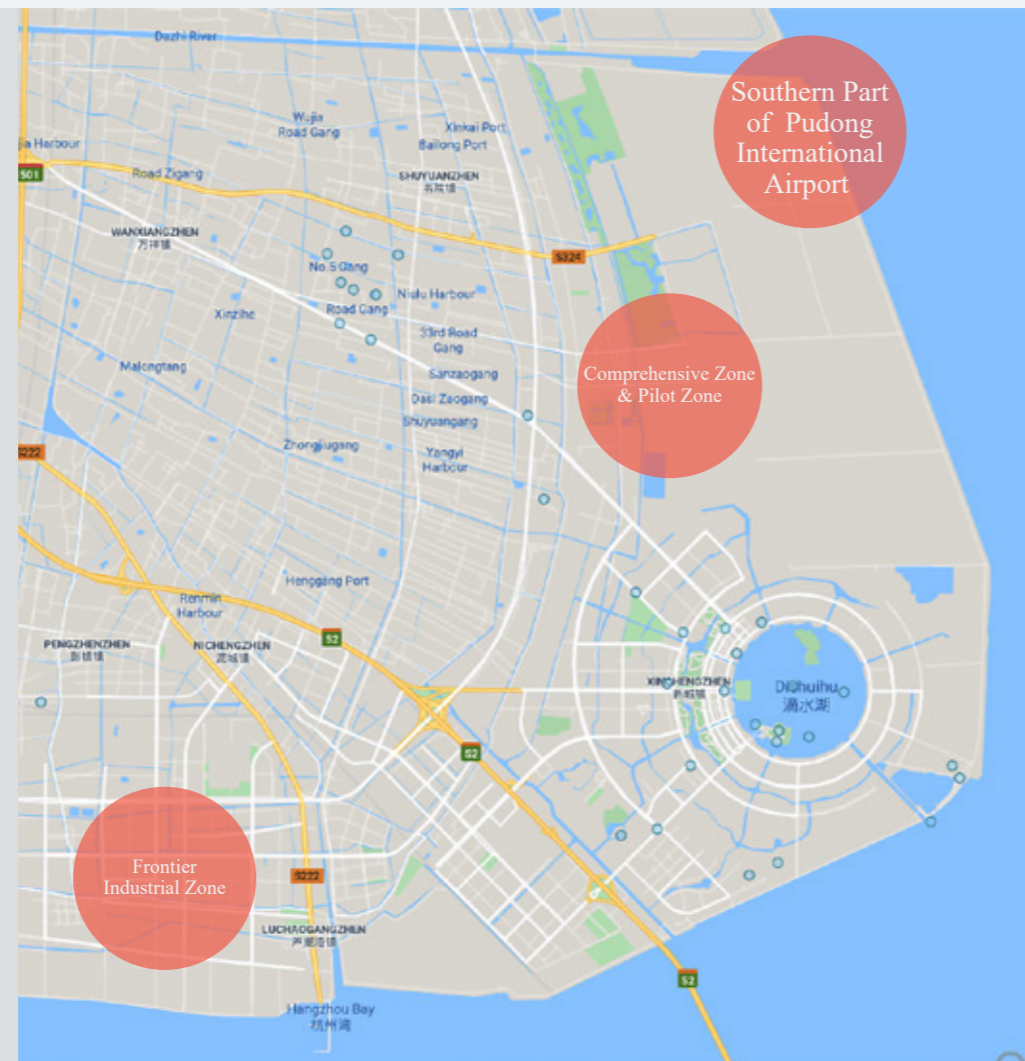 Dazhi River
Southern Part
of Pudong
International
Airport
Wujia
Road Gang
Xinkai Port
Bailong Port
ia Harbour
S01
Road Zigang
SHUYUANZHEN
书院镇
WANXIANGZHEN
万祥镇
S324
No.5 Gang
Niulu Harbour
Road Gang
Xinzihe
33rd Road
Gang
Malongtang
Sanzaogang
Comprehensive Zone
& Pilot Zone
Dasi Zaogang
Shuyuangang
Zhongjiugang
Yangyi
Harbour
S222
Henggang Port
Renmin
Harbour
S2
PENGZHENZHEN
彭镇镇
NICHENGZHEN
泥城镇
XINCHENGZHEN
申港镇
Dishuihu
滴水湖
S2
Frontier
Industrial Zone
S222
LUCHAOGANGZHEN
芦潮港镇
S2
Hangzhou Bay
杭州湾